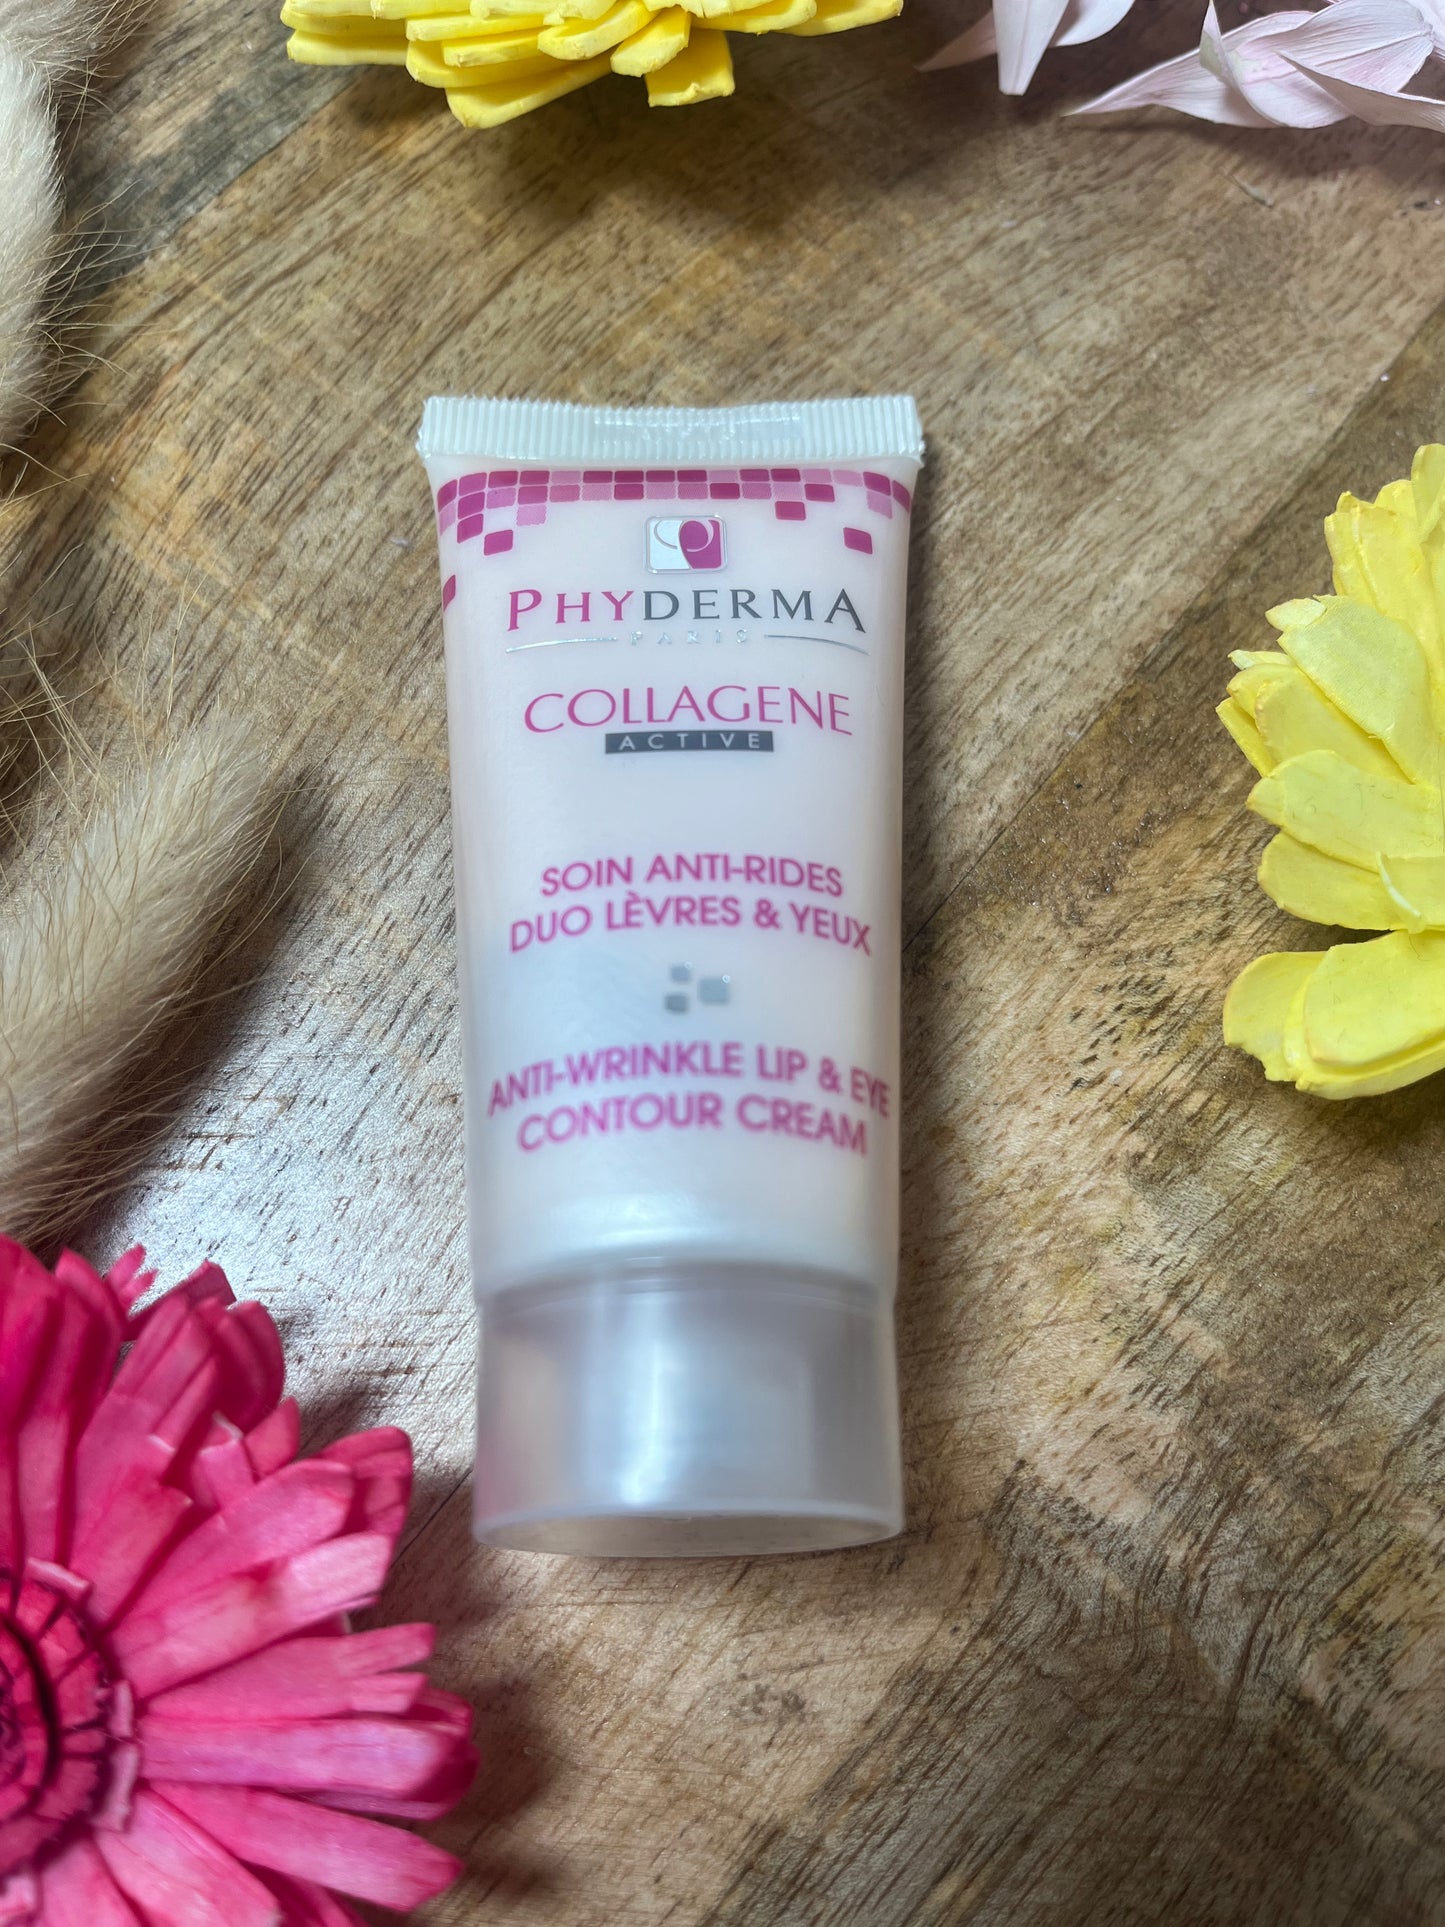 PHYDERMA
PARIS
COLLAGENE
ACTIVE
SOIN ANTI-RIDES
DUO LÈVRES & YEUX
ANTI-WRINKLE LIP & EYE
CONTOUR CREAM